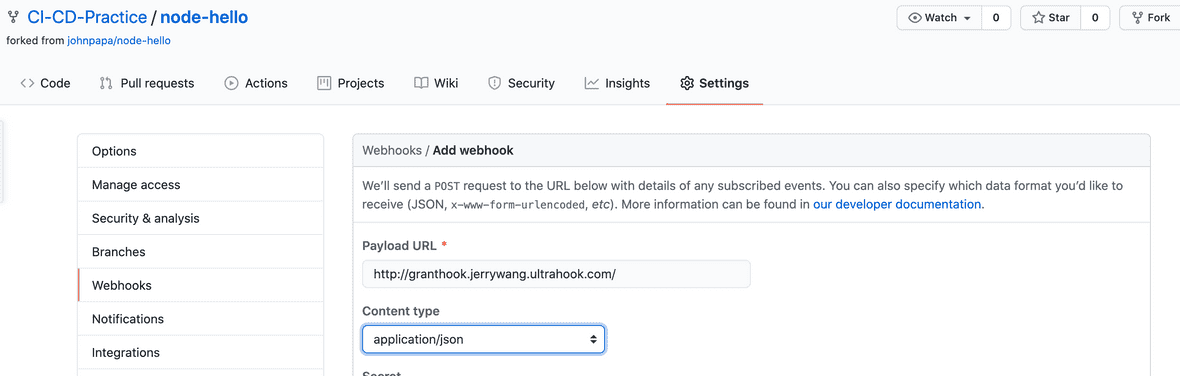 CI-CD-Practice / node-hello
Watch 0 Star 0 Fork
forked from johnpapa/node-hello
Code Pull requests Actions Projects Wiki Security Insights Settings
Options
Manage access
Security & analysis
Branches
Webhooks
Notifications
Integrations
Webhooks / Add webhook
We'll send a POST request to the URL below with details of any subscribed events. You can also specify which data format you'd like to
receive (JSON, x-www-form-urlencoded, etc). More information can be found in our developer documentation.
Payload URL *
http://granthook.jerrywang.ultrahook.com/
Content type
application/json
Secret